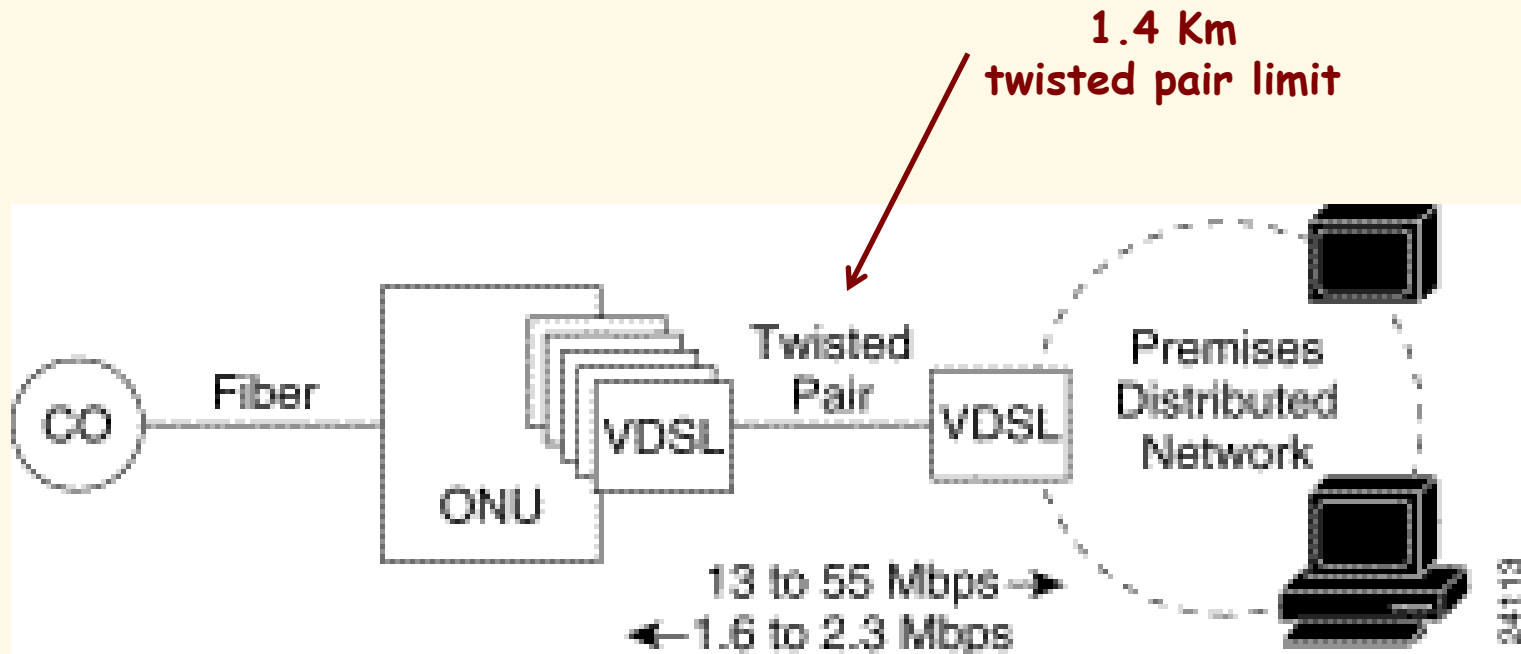 1.4 Km
twisted pair limit
CO
Fiber
ONU
VDSL
Twisted
Pair
VDSL
Premises
Distributed
Network
13 to 55 Mbps→
←1.6 to 2.3 Mbps
24113